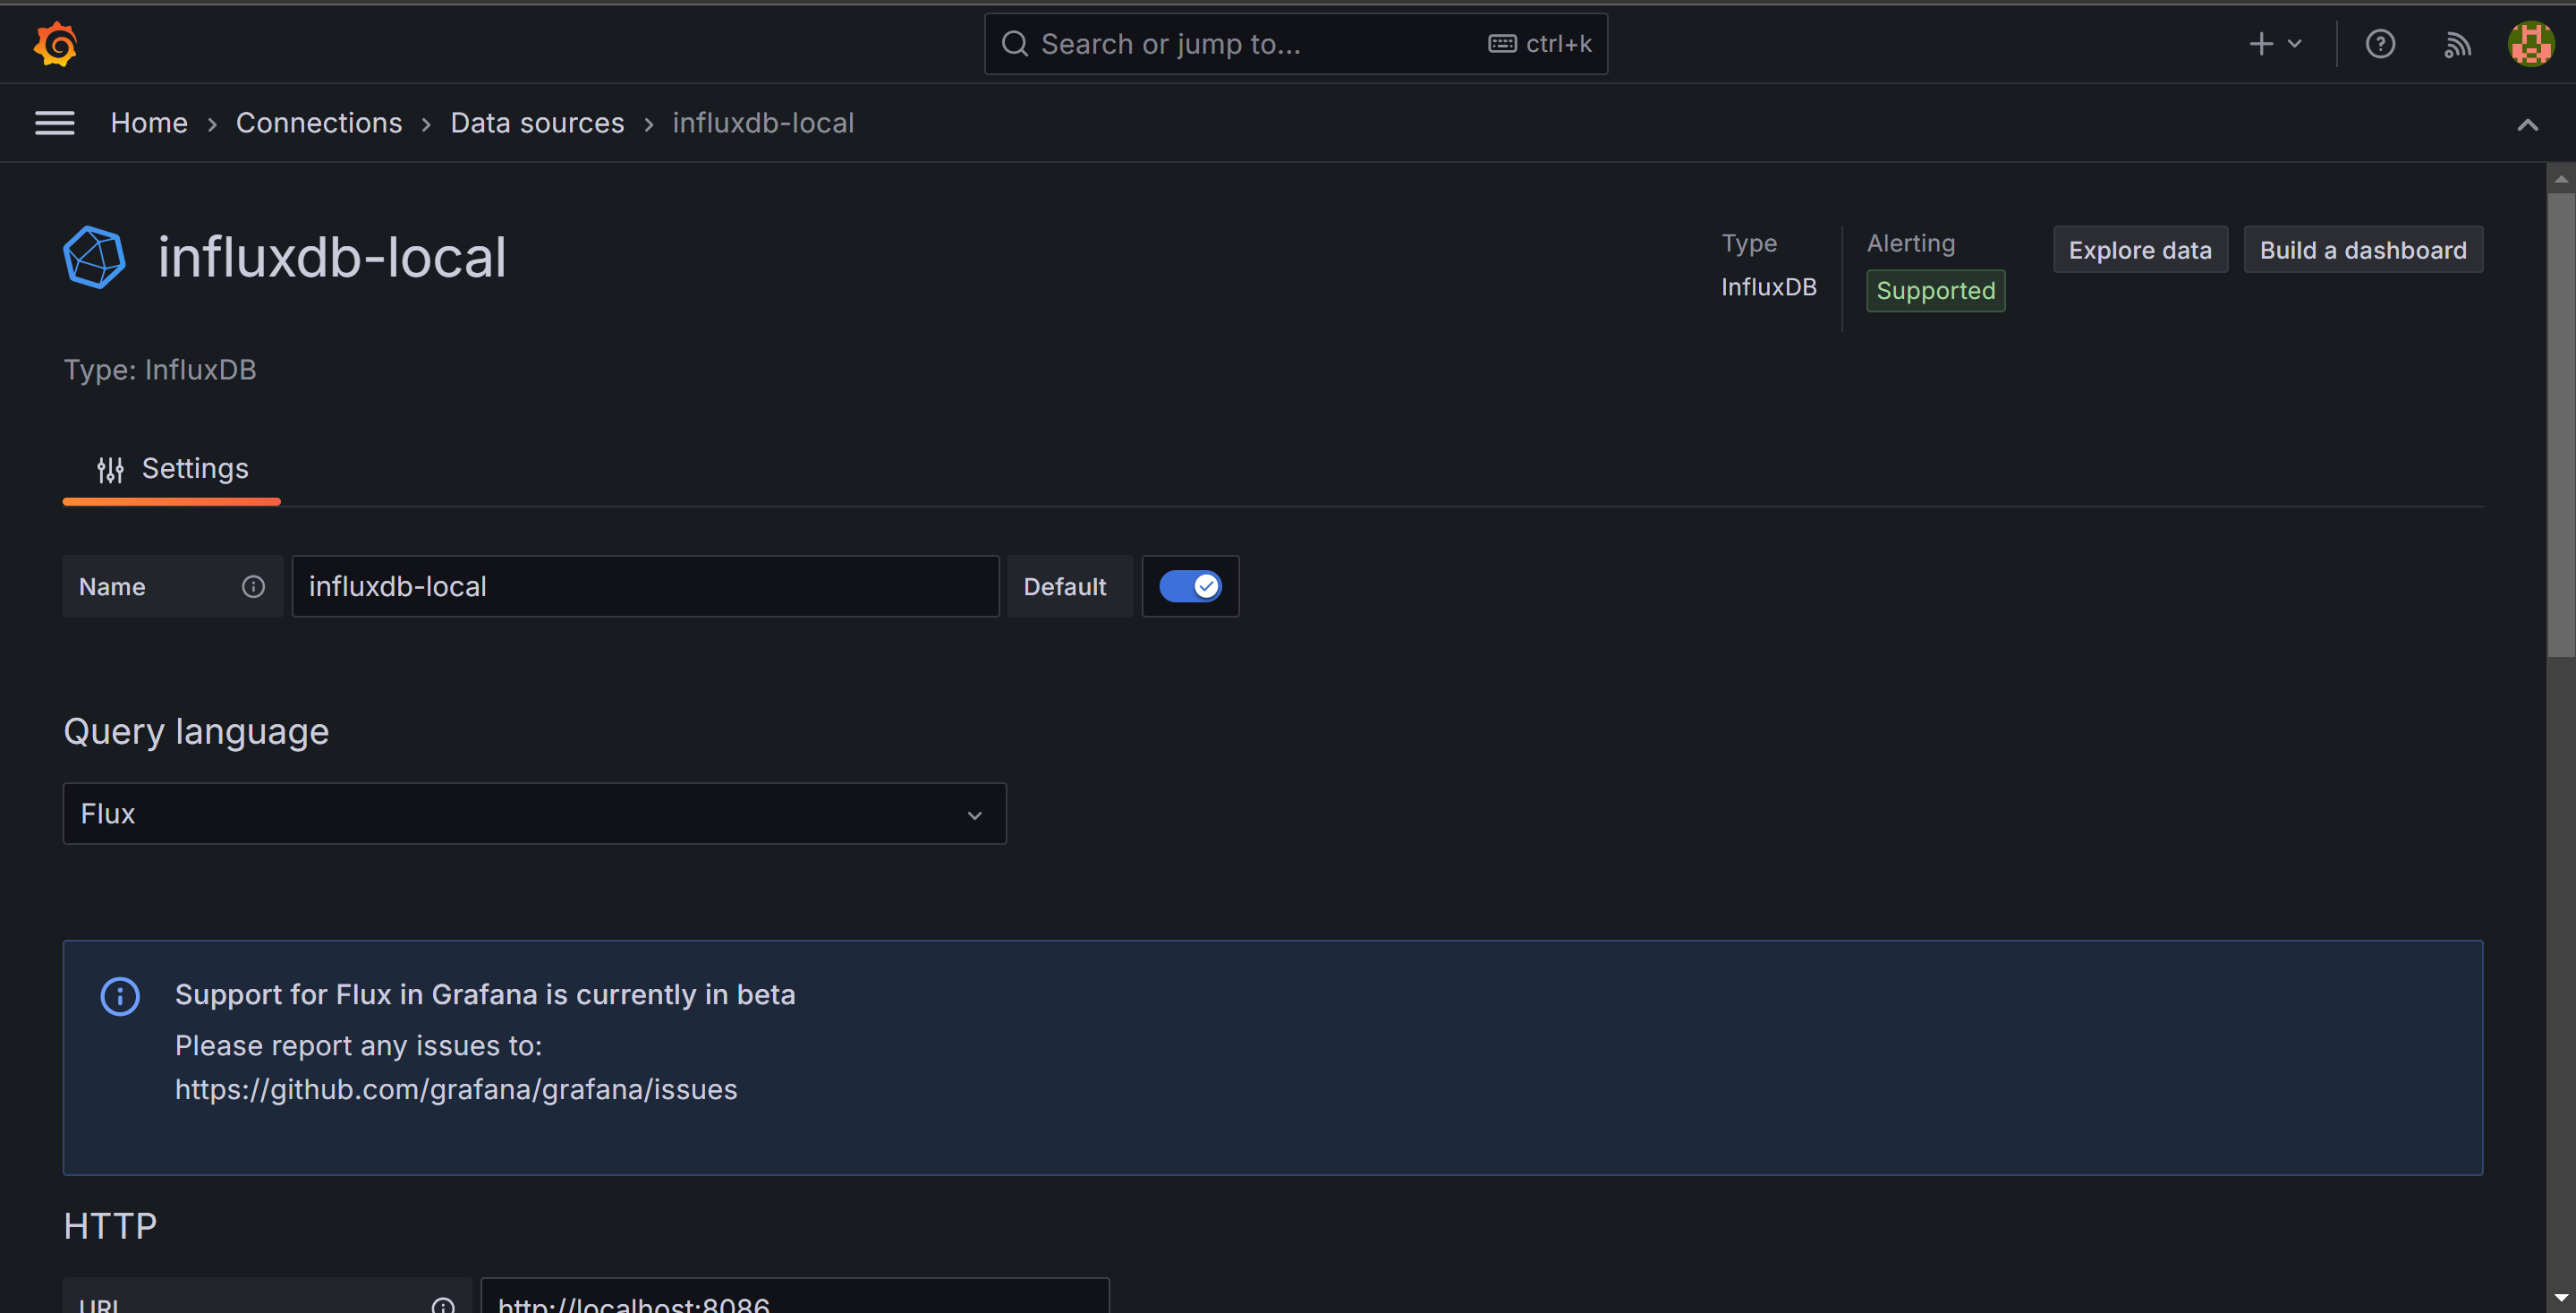 Search or jump to...
ctrl+k
Home > Connections > Data sources > influxdb-local
influxdb-local
Type
InfluxDB
Alerting
Supported
Explore data
Build a dashboard
Type: InfluxDB
Settings
Name
influxdb-local
Default
Query language
Flux
Support for Flux in Grafana is currently in beta
Please report any issues to:
https://github.com/grafana/grafana/issues
HTTP
URL
http://localhost:8086